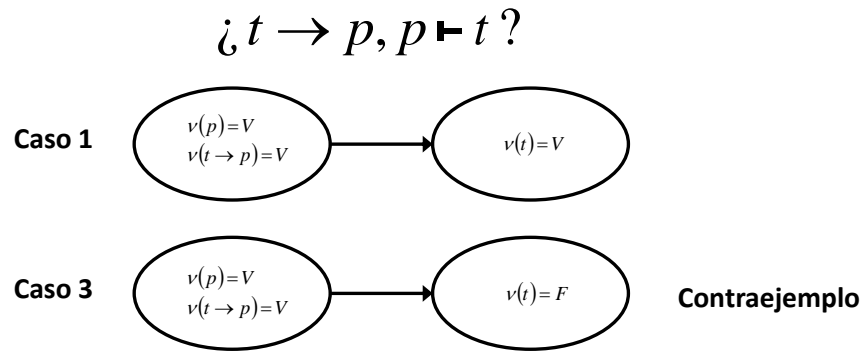 ¿t → p, p ⊢ t?
Caso 1
ν(p)=V
ν(t → p)=V
ν(t)=V
Caso 3
ν(p)=V
ν(t → p)=V
ν(t)=F
Contraejemplo